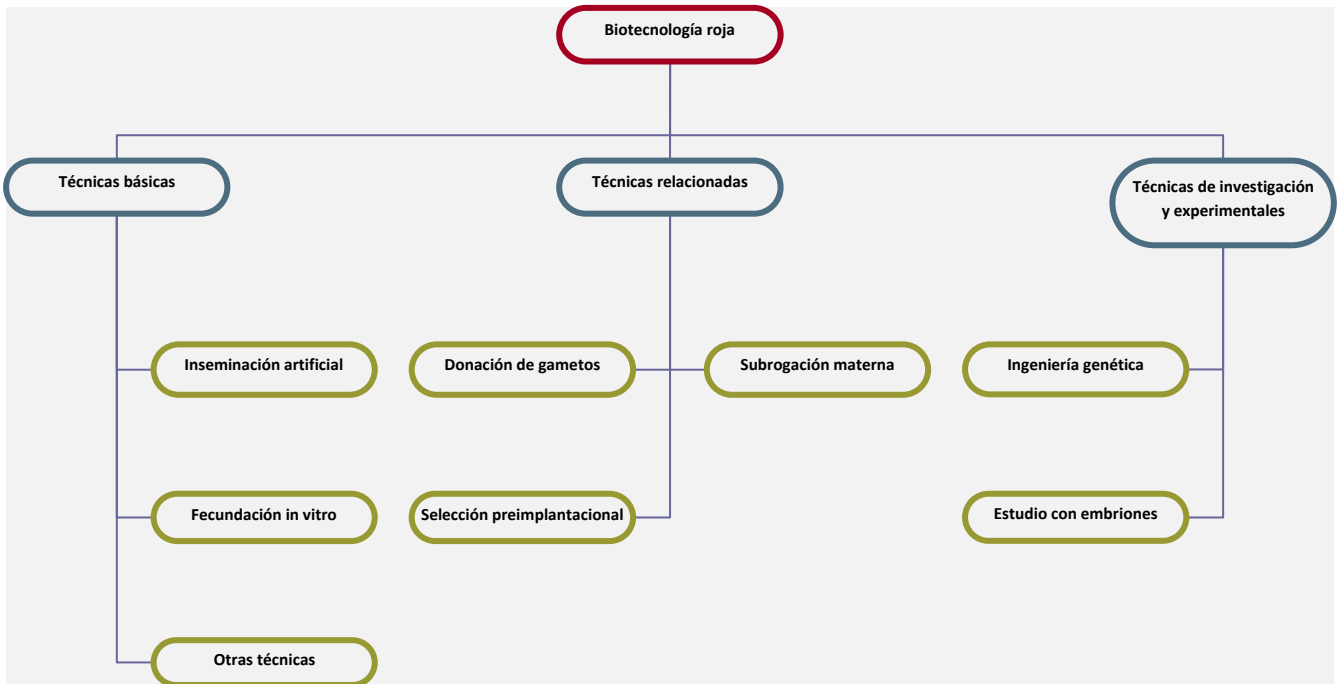 Biotecnología roja
Técnicas básicas
Técnicas relacionadas
Técnicas de investigación
y experimentales
Inseminación artificial
Donación de gametos
Subrogación materna
Ingeniería genética
Fecundación in vitro
Selección preimplantacional
Estudio con embriones
Otras técnicas